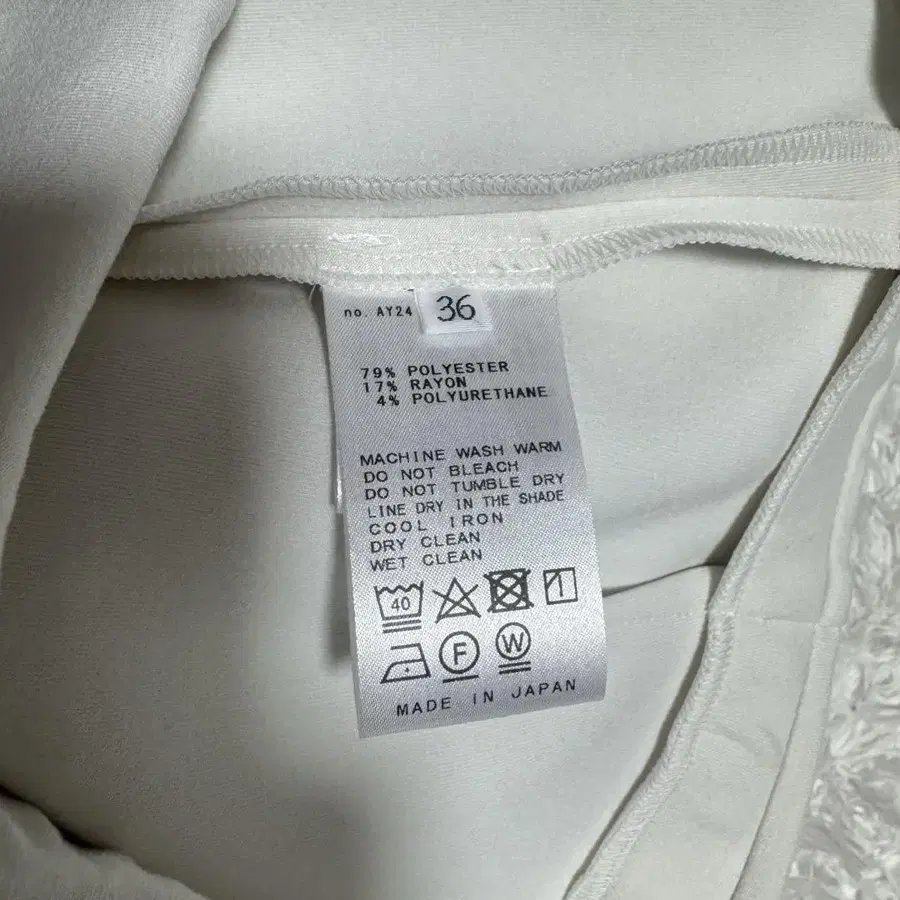 no. AY24 36
79% POLYESTER
17% RAYON
4% POLYURETHANE
MACHINE WASH WARM
DO NOT BLEACH
DO NOT TUMBLE DRY
LINE DRY IN THE SHADE
COOL IRON
DRY CLEAN
WET CLEAN
40
F W
MADE IN JAPAN